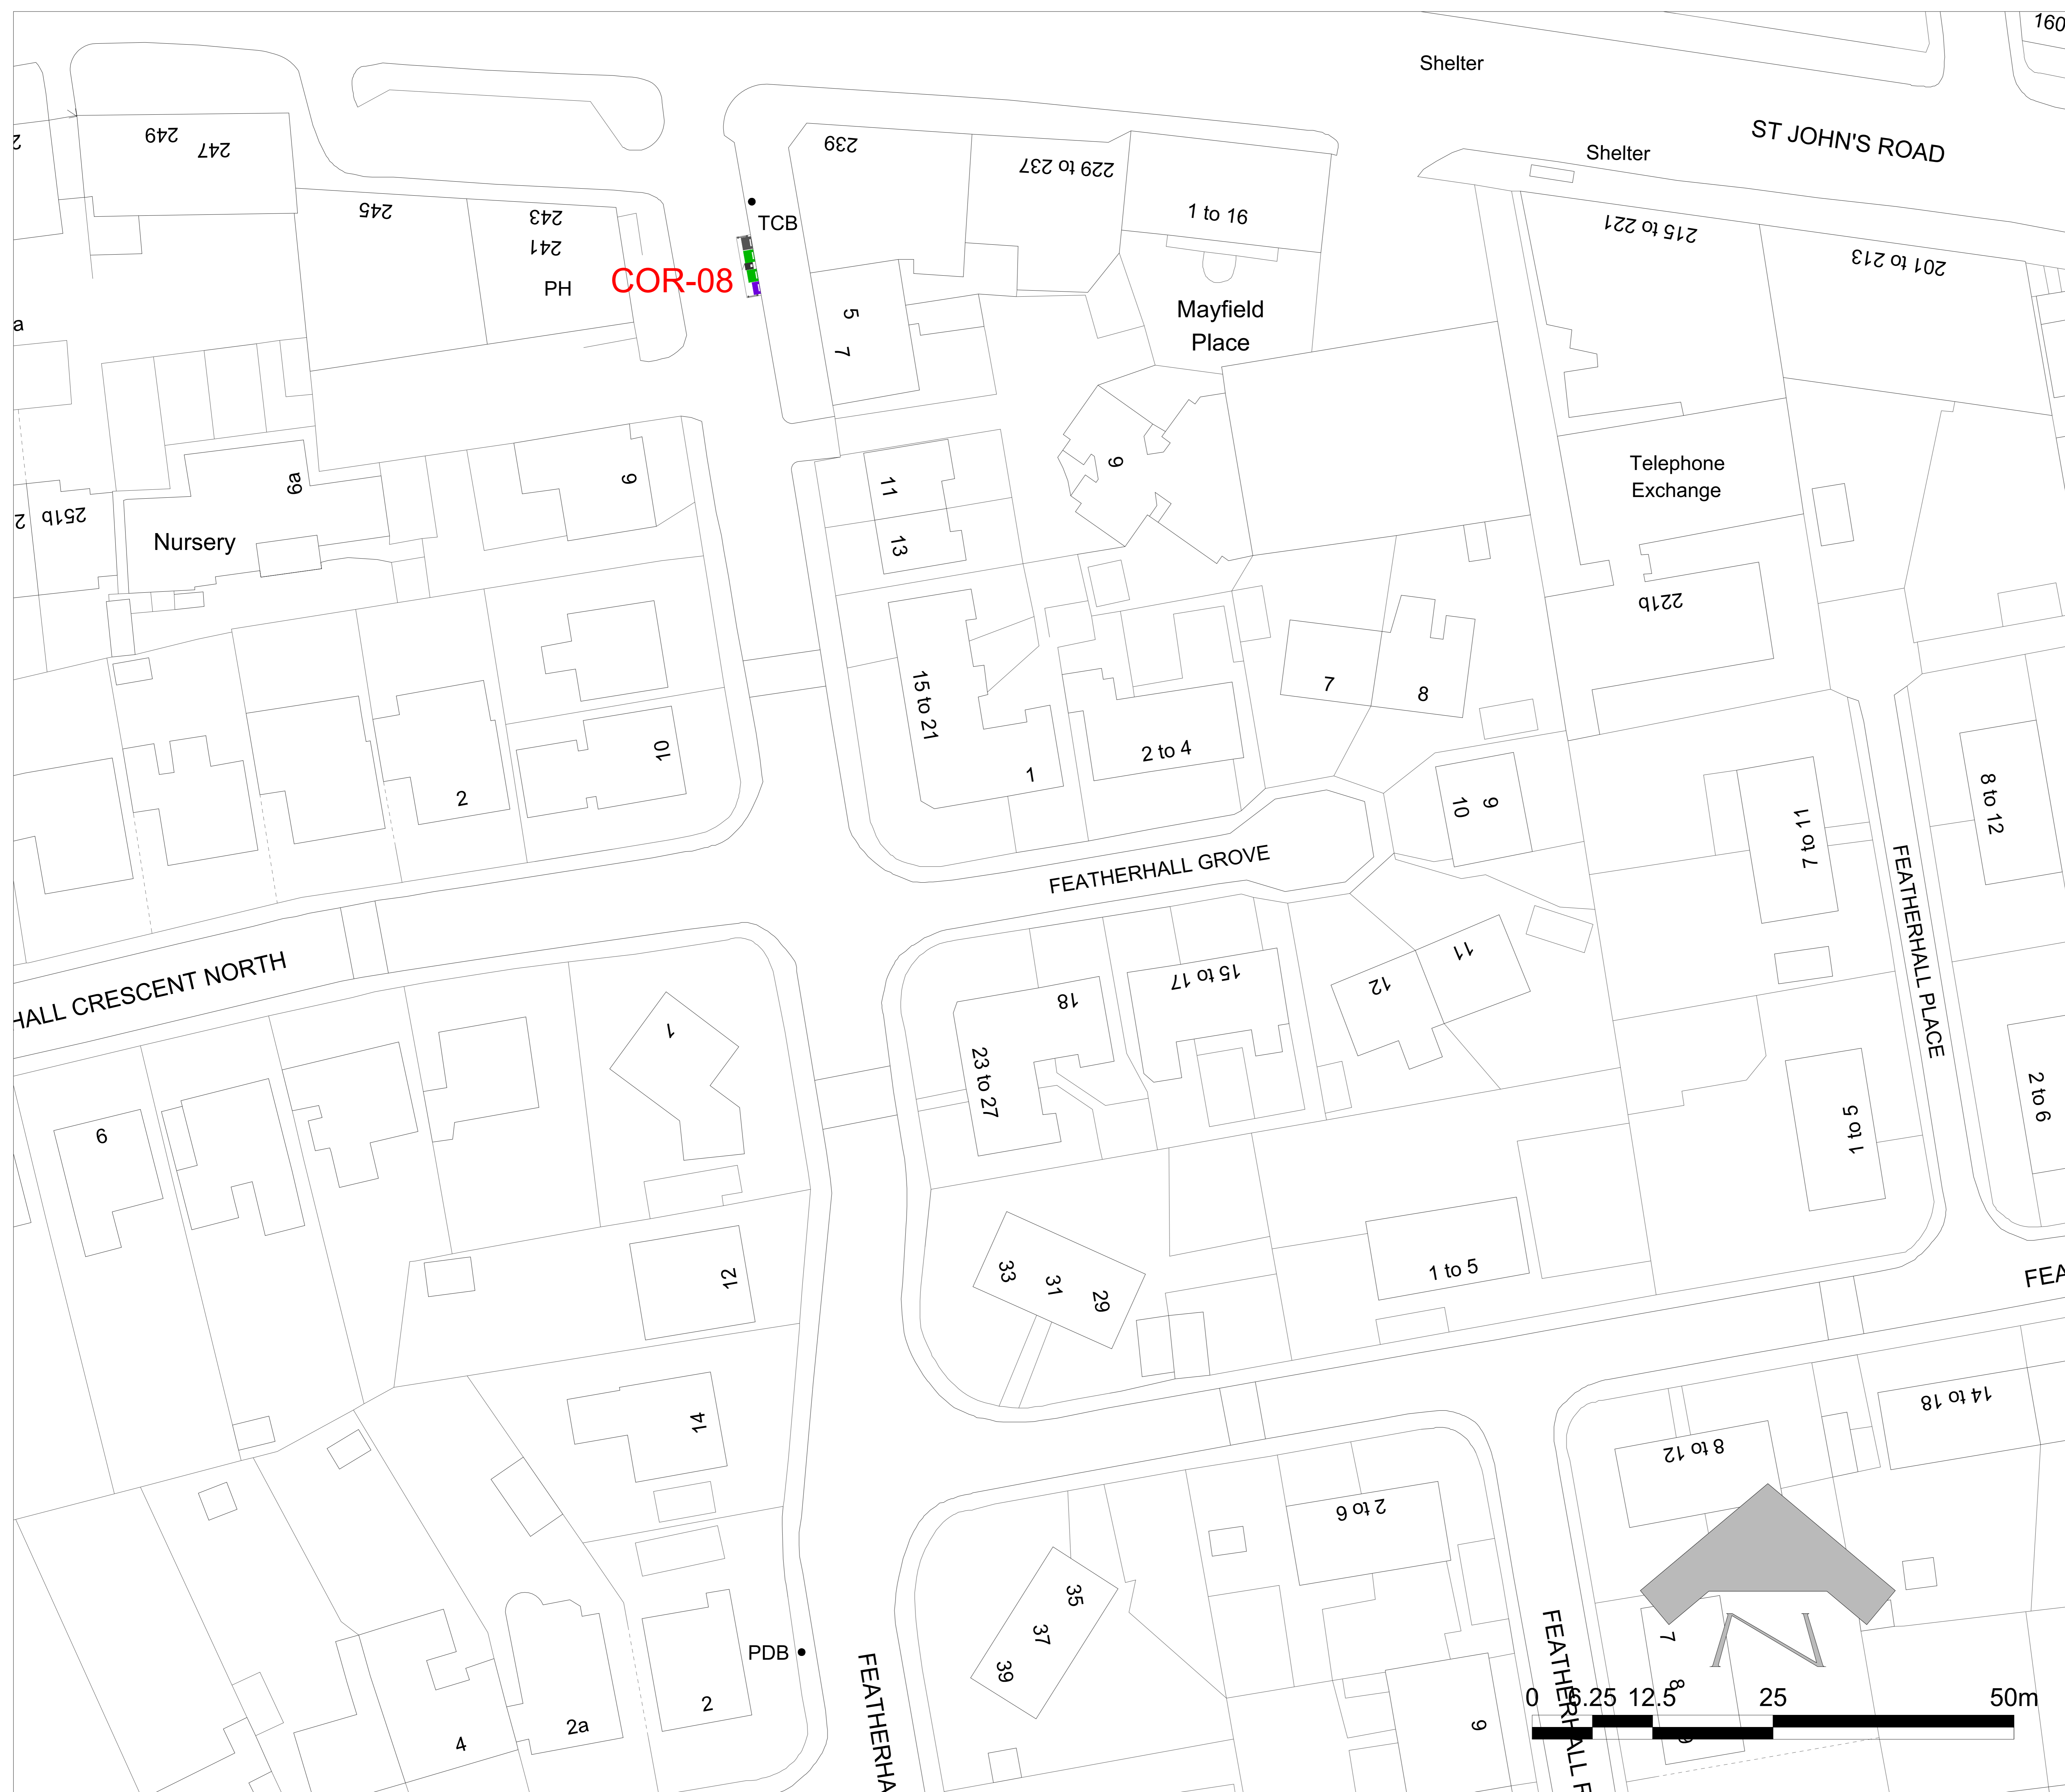 160
Shelter
ST JOHN'S ROAD
Shelter
249
247
239
229 to 237
1 to 16
245
243
241
PH
TCB
COR-08
215 to 221
201 to 213
5
7
Mayfield
Place
a
2
251b
2
6a
Nursery
9
11
13
9
Telephone
Exchange
221b
15 to 21
1
2 to 4
7
8
10
2
10
9
7 to 11
8 to 12
FEATHERHALL GROVE
FEATHERHALL PLACE
HALL CRESCENT NORTH
1
18
15 to 17
12
11
23 to 27
9
1 to 5
2 to 6
12
33
31
29
1 to 5
FEA
14
14 to 18
8 to 12
2 to 6
35
37
39
PDB
2
2a
4
FEATHERHA
9
FEATHERHALL P
7
8
9
N
0
6.25
12.5
25
50m